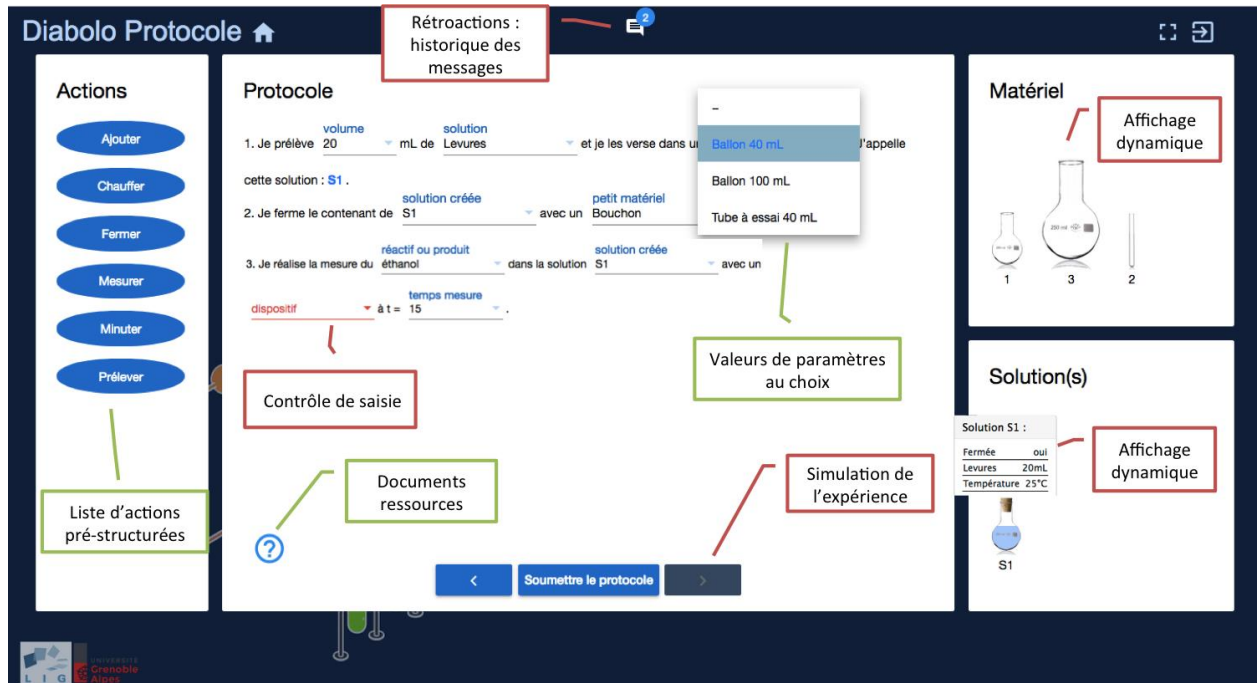 Diabolo Protocole
Rétroactions :
historique des
messages
2
Actions
Ajouter
Chauffer
Fermer
Mesurer
Minuter
Prélever
Liste d'actions
pré-structurées
Protocole
volume solution
1. Je prélève 20 mL de Levures et je les verse dans un J'appelle
cette solution : S1 .
solution créée petit matériel
2. Je ferme le contenant de S1 avec un Bouchon
réactif ou produit solution créée
3. Je réalise la mesure du éthanol dans la solution S1 avec un
temps mesure
dispositif à t = 15 .
–
Ballon 40 mL
Ballon 100 mL
Tube à essai 40 mL
Valeurs de paramètres
au choix
Contrôle de saisie
Documents
ressources
Simulation de
l'expérience
?
< Soumettre le protocole >
Matériel
Affichage
dynamique
1 3 2
Solution(s)
Solution S1 :
Fermée oui
Levures 20mL
Température 25°C
Affichage
dynamique
S1
LIG
UNIVERSITÉ
Grenoble
Alpes